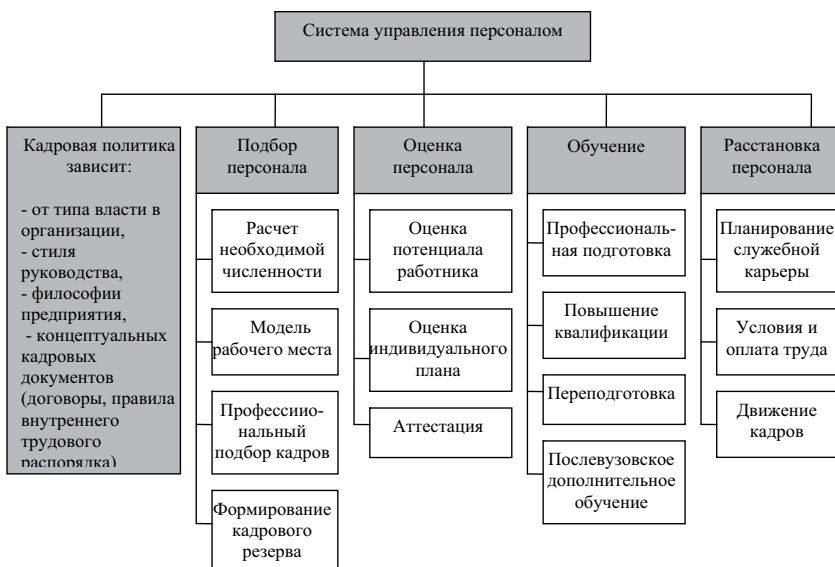 Система управления персоналом
Кадровая политика
зависит:
- от типа власти в
организации,
- стиля
руководства,
- философии
предприятия,
- концептуальных
кадровых
документов
(договоры, правила
внутреннего
трудового
распорядка)
Подбор
персонала
Расчет
необходимой
численности
Модель
рабочего места
Профессиио-
нальный
подбор кадров
Формирование
кадрового
резерва
Оценка
персонала
Оценка
потенциала
работника
Оценка
индивидуального
плана
Аттестация
Обучение
Профессиональ-
ная подготовка
Повышение
квалификации
Переподготовка
Послевузовское
дополнительное
обучение
Расстановка
персонала
Планирование
служебной
карьеры
Условия и
оплата труда
Движение
кадров